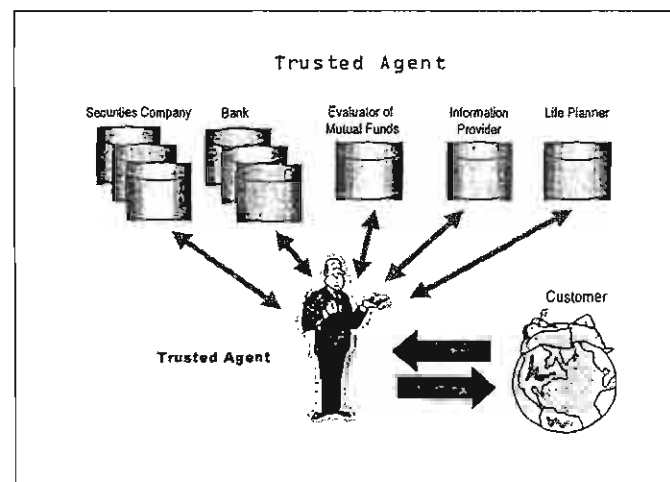 Trusted Agent
Securities Company
Bank
Evaluator of
Mutual Funds
Information
Provider
Life Planner
Customer
Trusted Agent